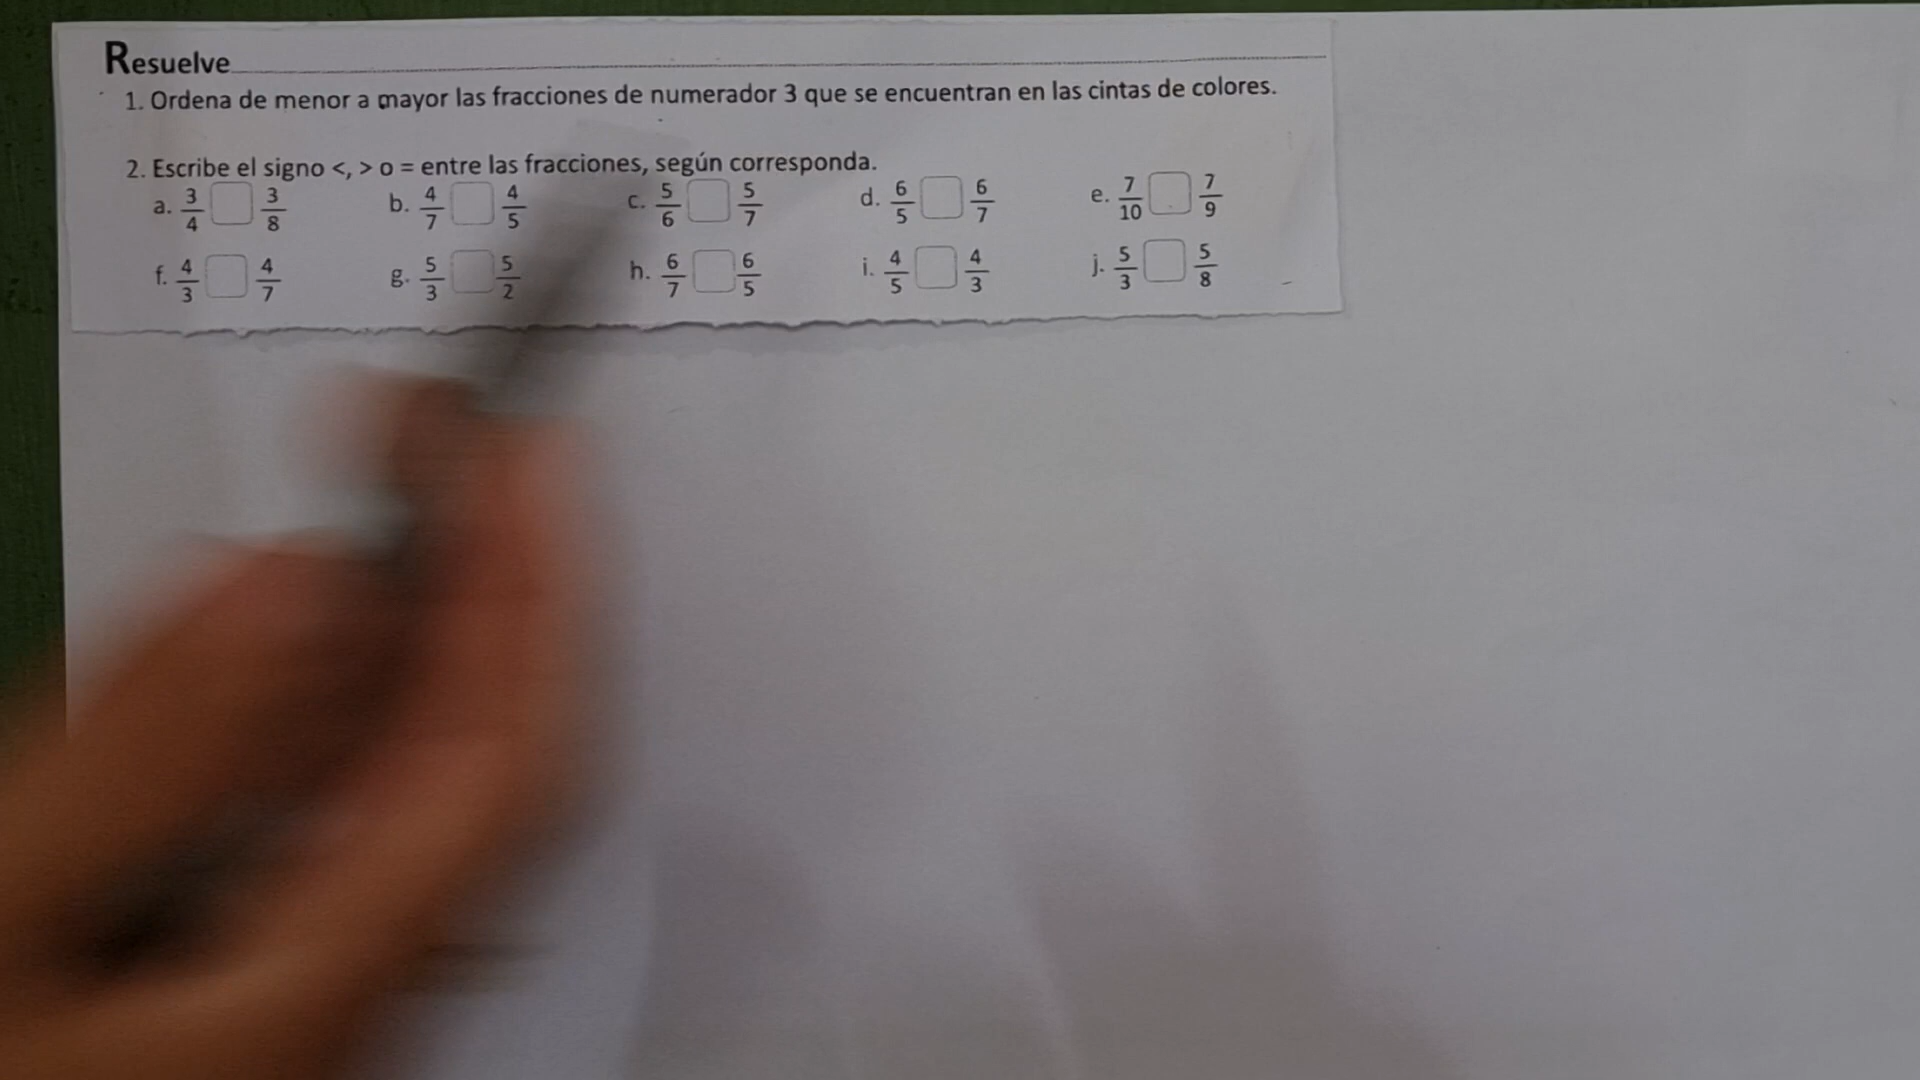 Resuelve
1. Ordena de menor a mayor las fracciones de numerador 3 que se encuentran en las cintas de colores.
2. Escribe el signo <, > o = entre las fracciones, según corresponda.
a. 3/4 □ 3/8 b. 4/7 □ 4/5 c. 5/6 □ 5/7 d. 6/5 □ 6/7 e. 7/10 □ 7/9
f. 4/3 □ 4/7 g. 5/3 □ 5/2 h. 6/7 □ 6/5 i. 4/5 □ 4/3 j. 5/3 □ 5/8